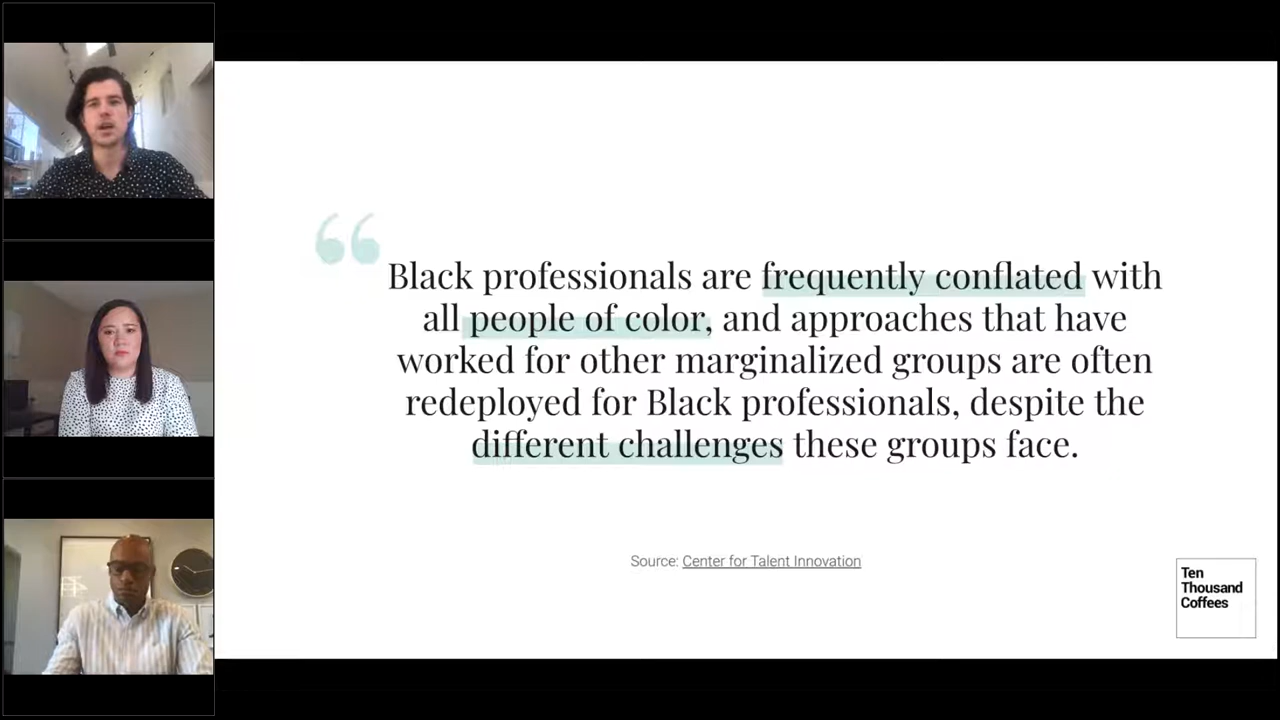 “
Black professionals are frequently conflated with
all people of color, and approaches that have
worked for other marginalized groups are often
redeployed for Black professionals, despite the
different challenges these groups face.
Source: Center for Talent Innovation
Ten
Thousand
Coffees